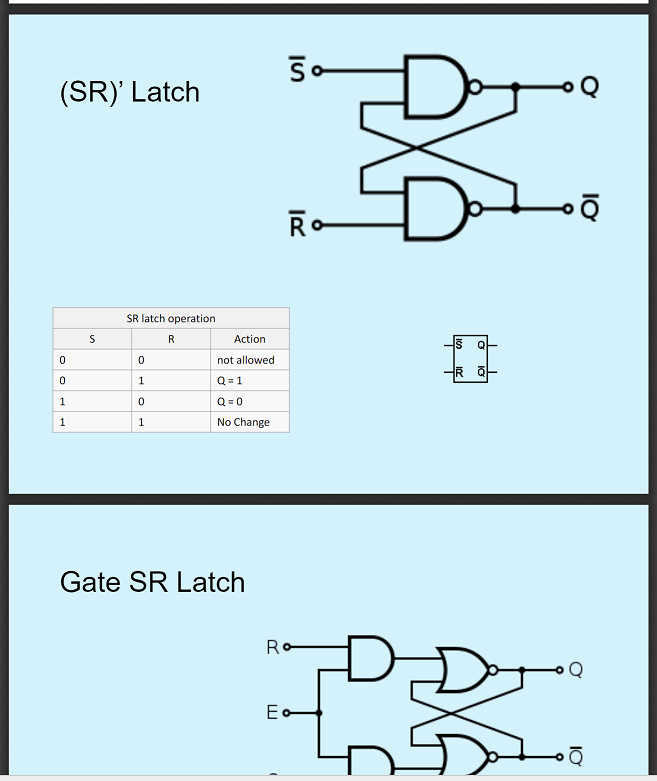 (SR)’ Latch
S̅
Q
R̅
Q̅
SR latch operation
S R Action
0 0 not allowed
0 1 Q = 1
1 0 Q = 0
1 1 No Change
S̅ Q
R̅ Q̅
Gate SR Latch
R
Q
E
Q̅